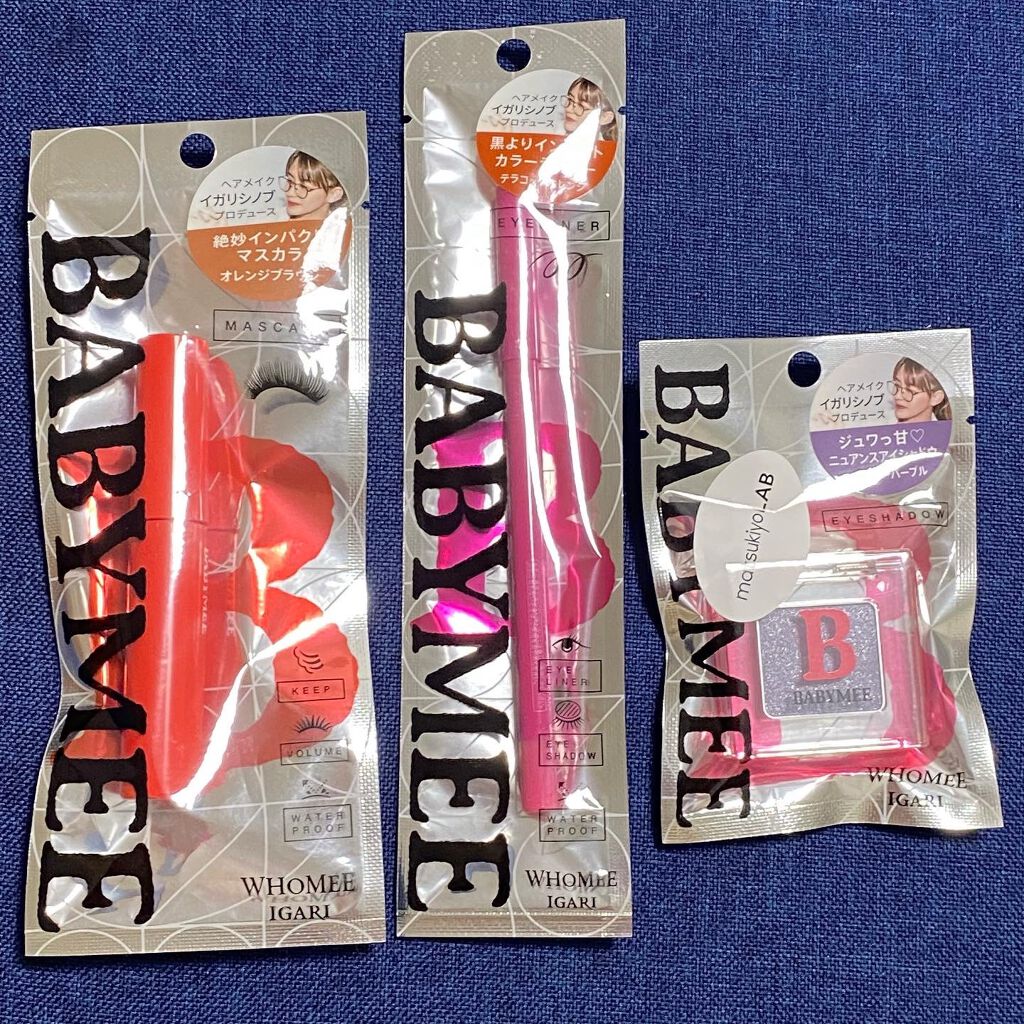 ヘアメイク
イガリシノブ
プロデュース
絶妙インパクト
マスカラ
オレンジブラウン
MASCA
BABYMEE
KEEP
VOLUME
WATER
PROOF
WHOMEE
IGARI
ヘアメイク
イガリシノブ
プロデュース
黒よりイン
カラー
テラコ
EYELINER
BABYMEE
EYE
LINER
EYE
SHADOW
WATER
PROOF
WHOMEE
IGARI
ヘアメイク
イガリシノブ
プロデュース
ジュワっ甘♡
ニュアンスアイシャドウ
パープル
matsukiyo-AB
EYESHADOW
BABYMEE
B
BABYMEE
WHOMEE
IGARI